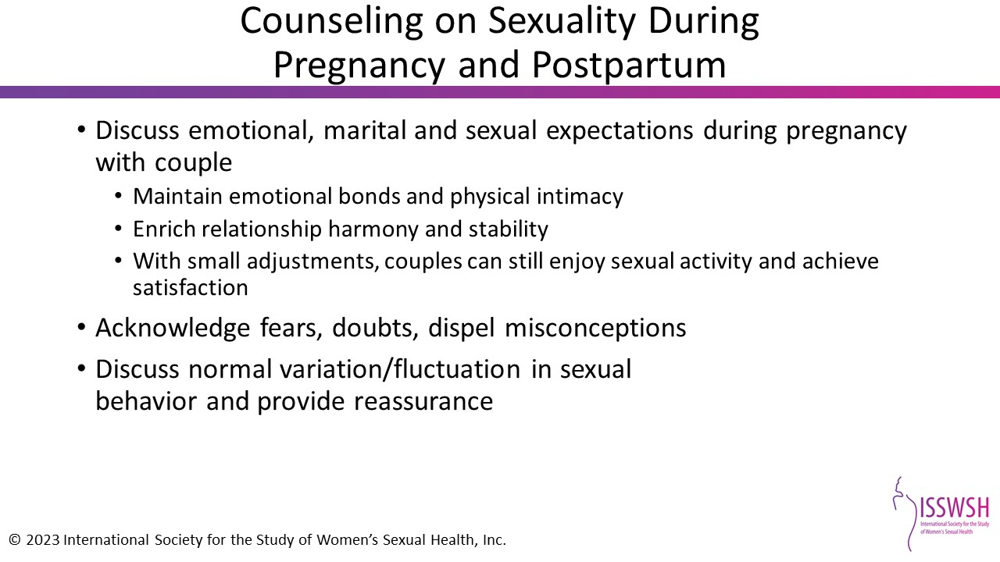 Counseling on Sexuality During
Pregnancy and Postpartum
• Discuss emotional, marital and sexual expectations during pregnancy
with couple
• Maintain emotional bonds and physical intimacy
• Enrich relationship harmony and stability
• With small adjustments, couples can still enjoy sexual activity and achieve
satisfaction
• Acknowledge fears, doubts, dispel misconceptions
• Discuss normal variation/fluctuation in sexual
behavior and provide reassurance
ISSWSH
International Society for the Study
of Women's Sexual Health
© 2023 International Society for the Study of Women’s Sexual Health, Inc.